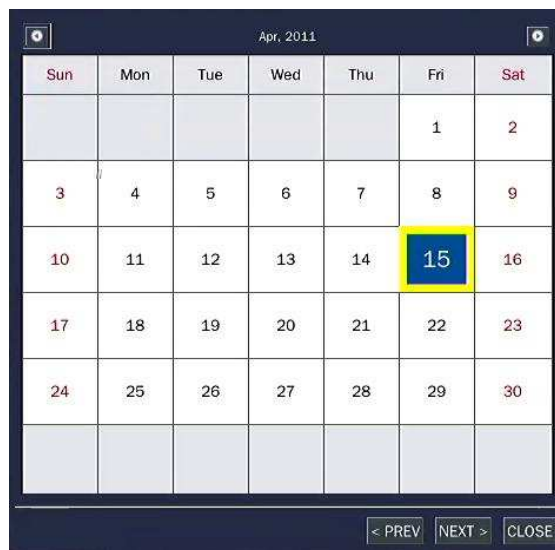 Apr, 2011
Sun Mon Tue Wed Thu Fri Sat
1 2
3 4 5 6 7 8 9
10 11 12 13 14 15 16
17 18 19 20 21 22 23
24 25 26 27 28 29 30
< PREV NEXT > CLOSE